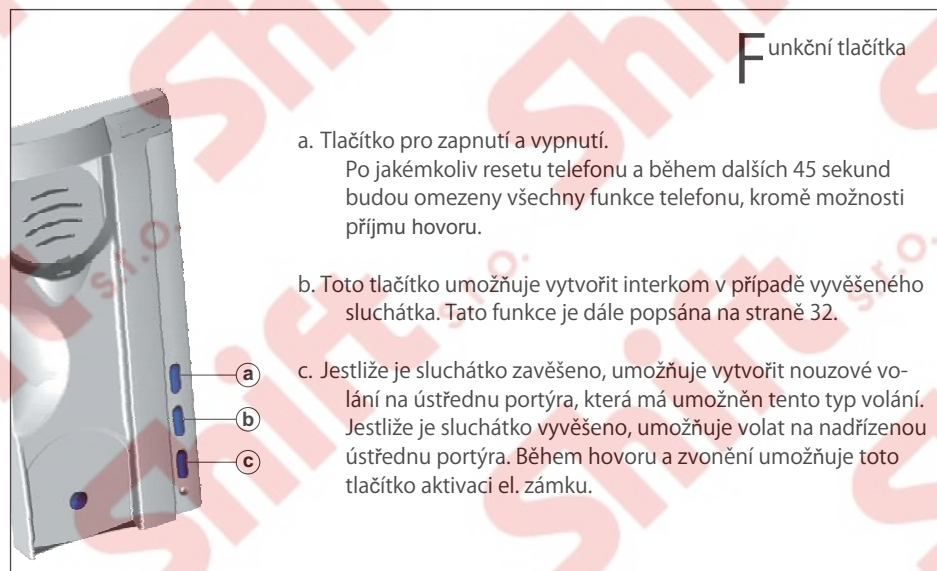 Funkční tlačítka
a. Tlačítko pro zapnutí a vypnutí.
Po jakémkoliv resetu telefonu a během dalších 45 sekund
budou omezeny všechny funkce telefonu, kromě možnosti
příjmu hovoru.
b. Toto tlačítko umožňuje vytvořit interkom v případě vyvěšeného
sluchátka. Tato funkce je dále popsána na straně 32.
c. Jestliže je sluchátko zavěšeno, umožňuje vytvořit nouzové vo-
lání na ústřednu portýra, která má umožněn tento typ volání.
Jestliže je sluchátko vyvěšeno, umožňuje volat na nadřízenou
ústřednu portýra. Během hovoru a zvonění umožňuje toto
tlačítko aktivaci el. zámku.
a
b
c
Shift s.r.o.